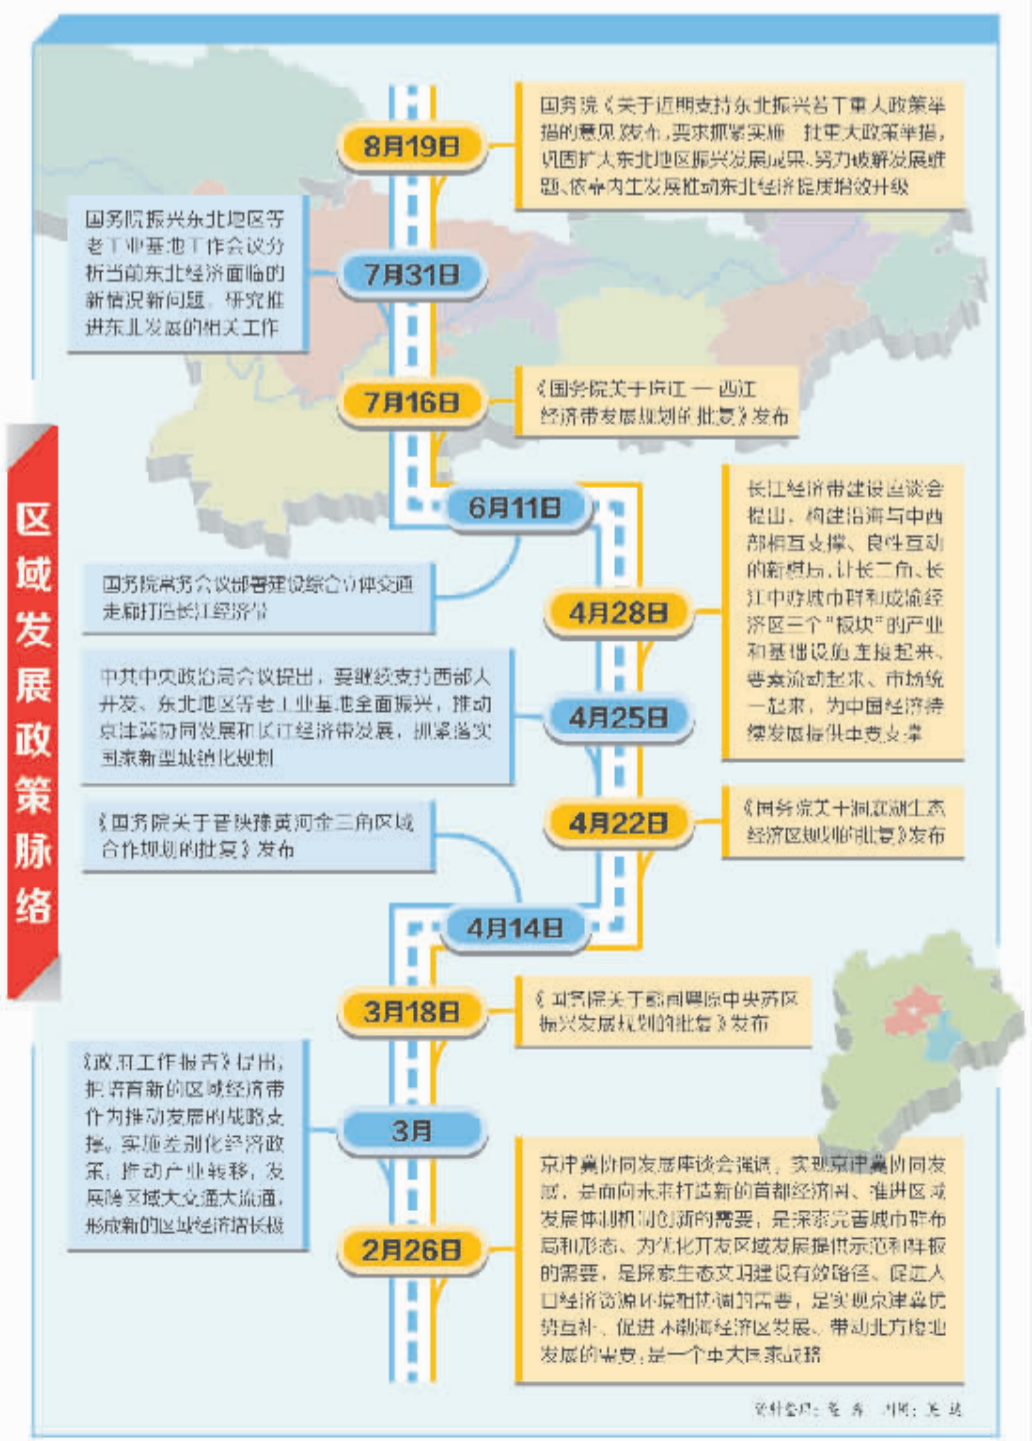 区域发展政策脉络
8月19日
国务院《关于近期支持东北振兴若干重大政策举
措的意见》发布,要求抓紧实施一批重大政策举措,
巩固扩大东北地区振兴发展成果、努力破解发展难
题、依靠内生发展推动东北经济提质增效升级
7月31日
国务院振兴东北地区等
老工业基地工作会议分
析当前东北经济面临的
新情况新问题，研究推
进东北发展的相关工作
7月16日
《国务院关于珠江—西江
经济带发展规划的批复》发布
6月11日
国务院常务会议部署建设综合立体交通
走廊打造长江经济带
4月28日
长江经济带建设座谈会
提出，构建沿海与中西
部相互支撑、良性互动
的新棋局,让长三角、长
江中游城市群和成渝经
济区三个“板块”的产业
和基础设施连接起来、
要素流动起来、市场统
一起来，为中国经济持
续发展提供重要支撑
4月25日
中共中央政治局会议提出，要继续支持西部大
开发、东北地区等老工业基地全面振兴，推动
京津冀协同发展和长江经济带发展，抓紧落实
国家新型城镇化规划
4月22日
《国务院关于洞庭湖生态
经济区规划的批复》发布
4月14日
《国务院关于晋陕豫黄河金三角区域
合作规划的批复》发布
3月18日
《国务院关于赣闽粤原中央苏区
振兴发展规划的批复》发布
3月
《政府工作报告》提出,
把培育新的区域经济带
作为推动发展的战略支
撑。实施差别化经济政
策，推动产业转移，发
展跨区域大交通大流通，
形成新的区域经济增长极
2月26日
京津冀协同发展座谈会强调，实现京津冀协同发
展，是面向未来打造新的首都经济圈、推进区域
发展体制机制创新的需要，是探索完善城市群布
局和形态、为优化开发区域发展提供示范和样板
的需要，是探索生态文明建设有效路径、促进人
口经济资源环境相协调的需要，是实现京津冀优
势互补、促进环渤海经济区发展、带动北方腹地
发展的需要,是一个重大国家战略
资料整理：